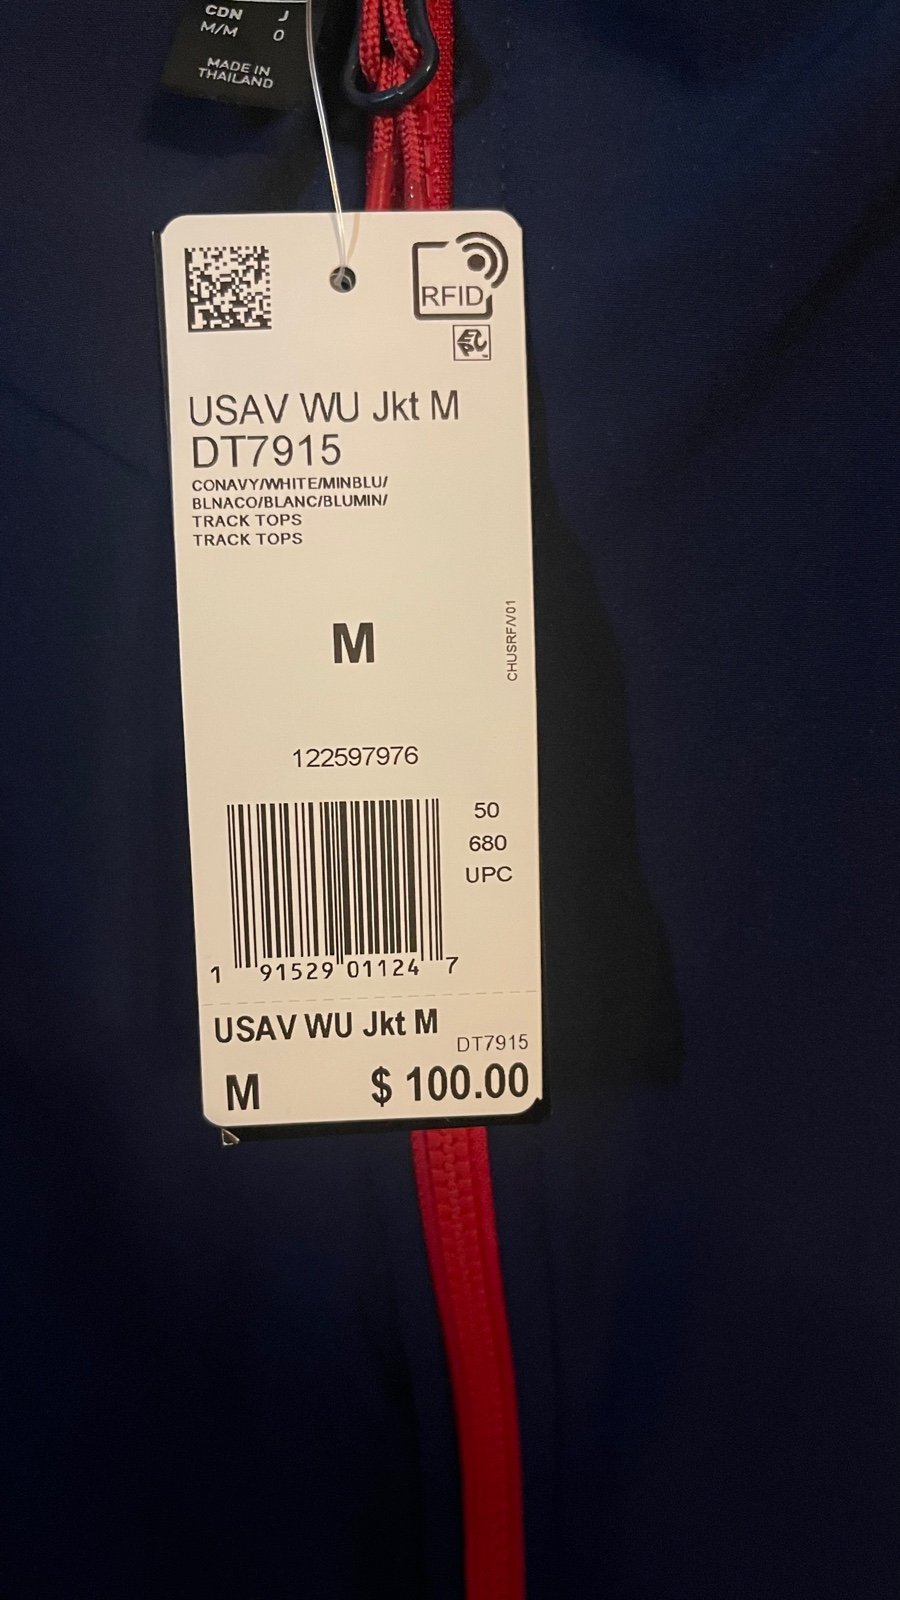 CDN J
M/M O
MADE IN
THAILAND
RFID
EPC
USAV WU Jkt M
DT7915
CONAVY/WHITE/MINBLU/
BLNACO/BLANC/BLUMIN/
TRACK TOPS
TRACK TOPS
CHUSRF/V01
M
122597976
50
680
UPC
1 91529 01124 7
USAV WU Jkt M
DT7915
M $ 100.00